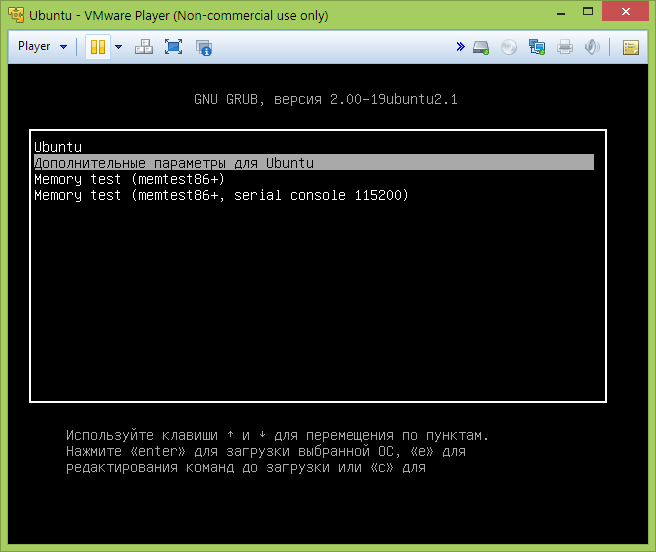 Ubuntu - VMware Player (Non-commercial use only)
Player
GNU GRUB, версия 2.00-19ubuntu2.1
Ubuntu
Дополнительные параметры для Ubuntu
Memory test (memtest86+)
Memory test (memtest86+, serial console 115200)
Используйте клавиши ↑ и ↓ для перемещения по пунктам.
Нажмите «enter» для загрузки выбранной ОС, «e» для
редактирования команд до загрузки или «c» для